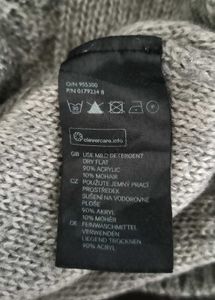 O/N 955300
P/N 0179234 8
clevercare.info
GB USE MILD DETERGENT
DRY FLAT
90% ACRYLIC
10% MOHAIR
CZ POUŽIJTE JEMNÝ PRACÍ
PROSTŘEDEK
SUŠENÍ NA VODOROVNÉ
PLOŠE
90% AKRYL
10% MOHÉR
DE FEINWASCHMITTEL
VERWENDEN
LIEGEND TROCKNEN
90% ACRYL